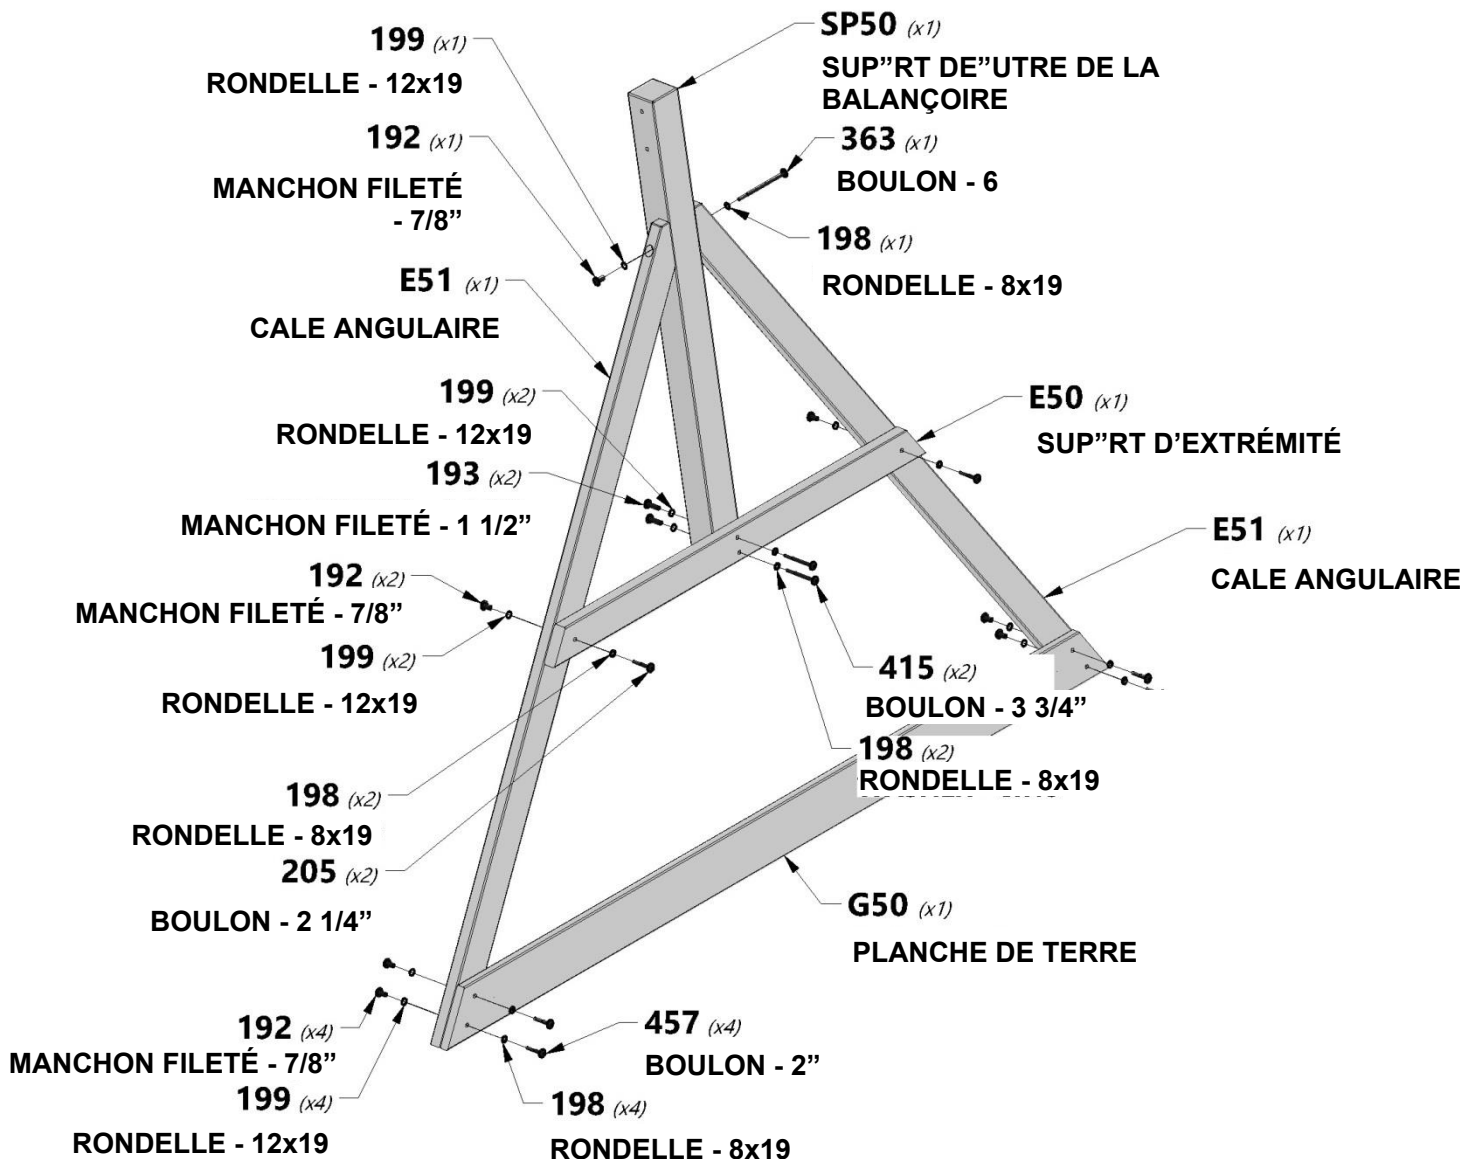 199 (x1)
RONDELLE - 12x19
192 (x1)
MANCHON FILETÉ
- 7/8”
E51 (x1)
CALE ANGULAIRE
199 (x2)
RONDELLE - 12x19
193 (x2)
MANCHON FILETÉ - 1 1/2”
192 (x2)
MANCHON FILETÉ - 7/8”
199 (x2)
RONDELLE - 12x19
198 (x2)
RONDELLE - 8x19
205 (x2)
BOULON - 2 1/4”
192 (x4)
MANCHON FILETÉ - 7/8”
199 (x4)
RONDELLE - 12x19
SP50 (x1)
SUP”RT DE”UTRE DE LA
BALANÇOIRE
363 (x1)
BOULON - 6
198 (x1)
RONDELLE - 8x19
E50 (x1)
SUP”RT D’EXTRÉMITÉ
E51 (x1)
CALE ANGULAIRE
415 (x2)
BOULON - 3 3/4”
198 (x2)
RONDELLE - 8x19
G50 (x1)
PLANCHE DE TERRE
457 (x4)
BOULON - 2”
198 (x4)
RONDELLE - 8x19